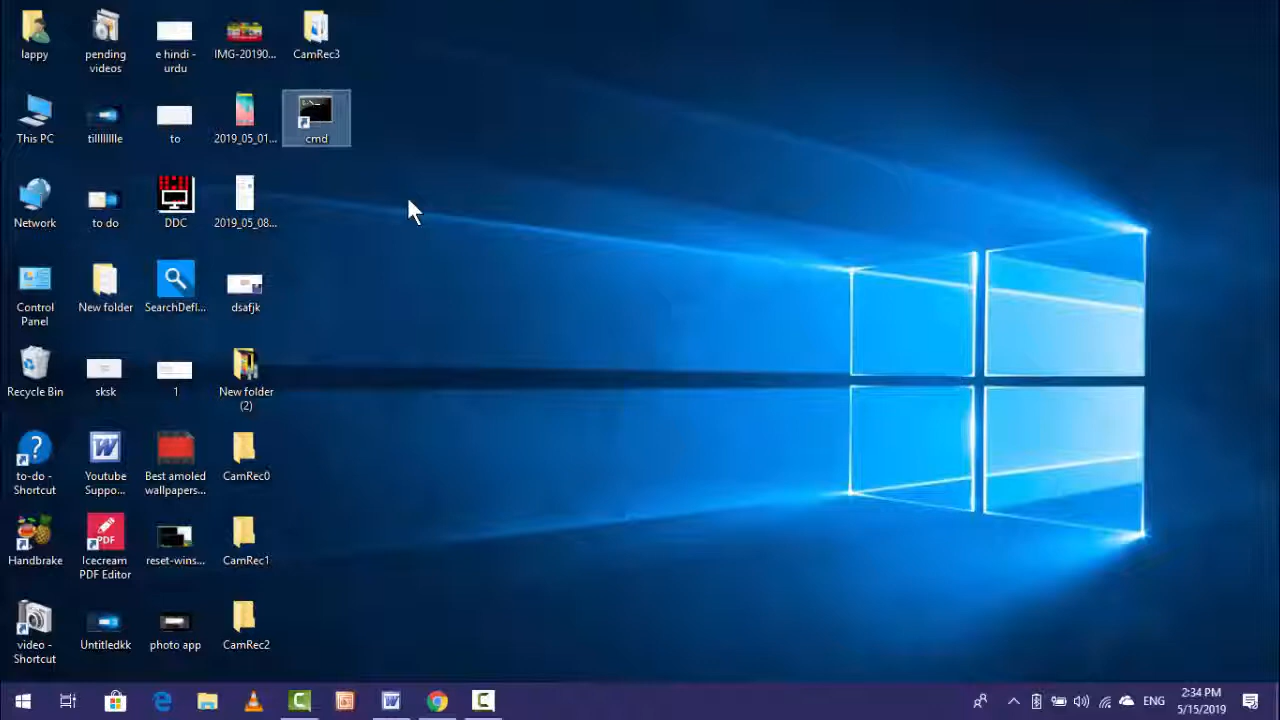 lappy
pending
videos
e hindi -
urdu
IMG-20190...
CamRec3
This PC
tillllllle
to
2019_05_01...
cmd
Network
to do
DDC
2019_05_08...
Control
Panel
New folder
SearchDefl...
dsafjk
Recycle Bin
sksk
1
New folder
(2)
to-do -
Shortcut
Youtube
Suppo...
Best amoled
wallpapers...
CamRec0
Handbrake
PDF
Icecream
PDF Editor
reset-wins...
CamRec1
video -
Shortcut
Untitledkk
photo app
CamRec2
ENG
2:34 PM
5/15/2019